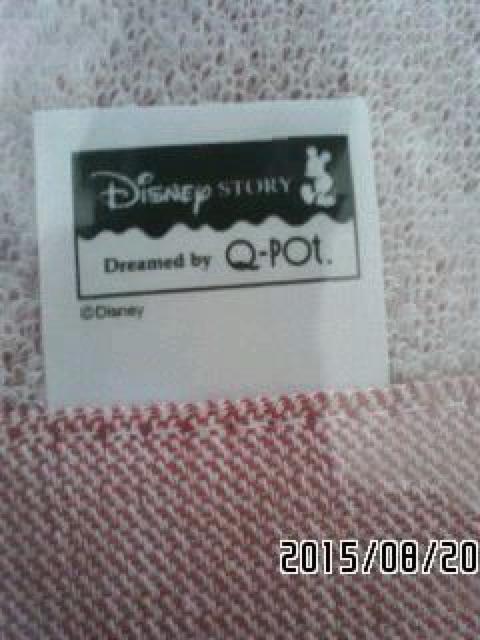 Disney STORY
Dreamed by Q-POt.
©Disney
2015/08/20